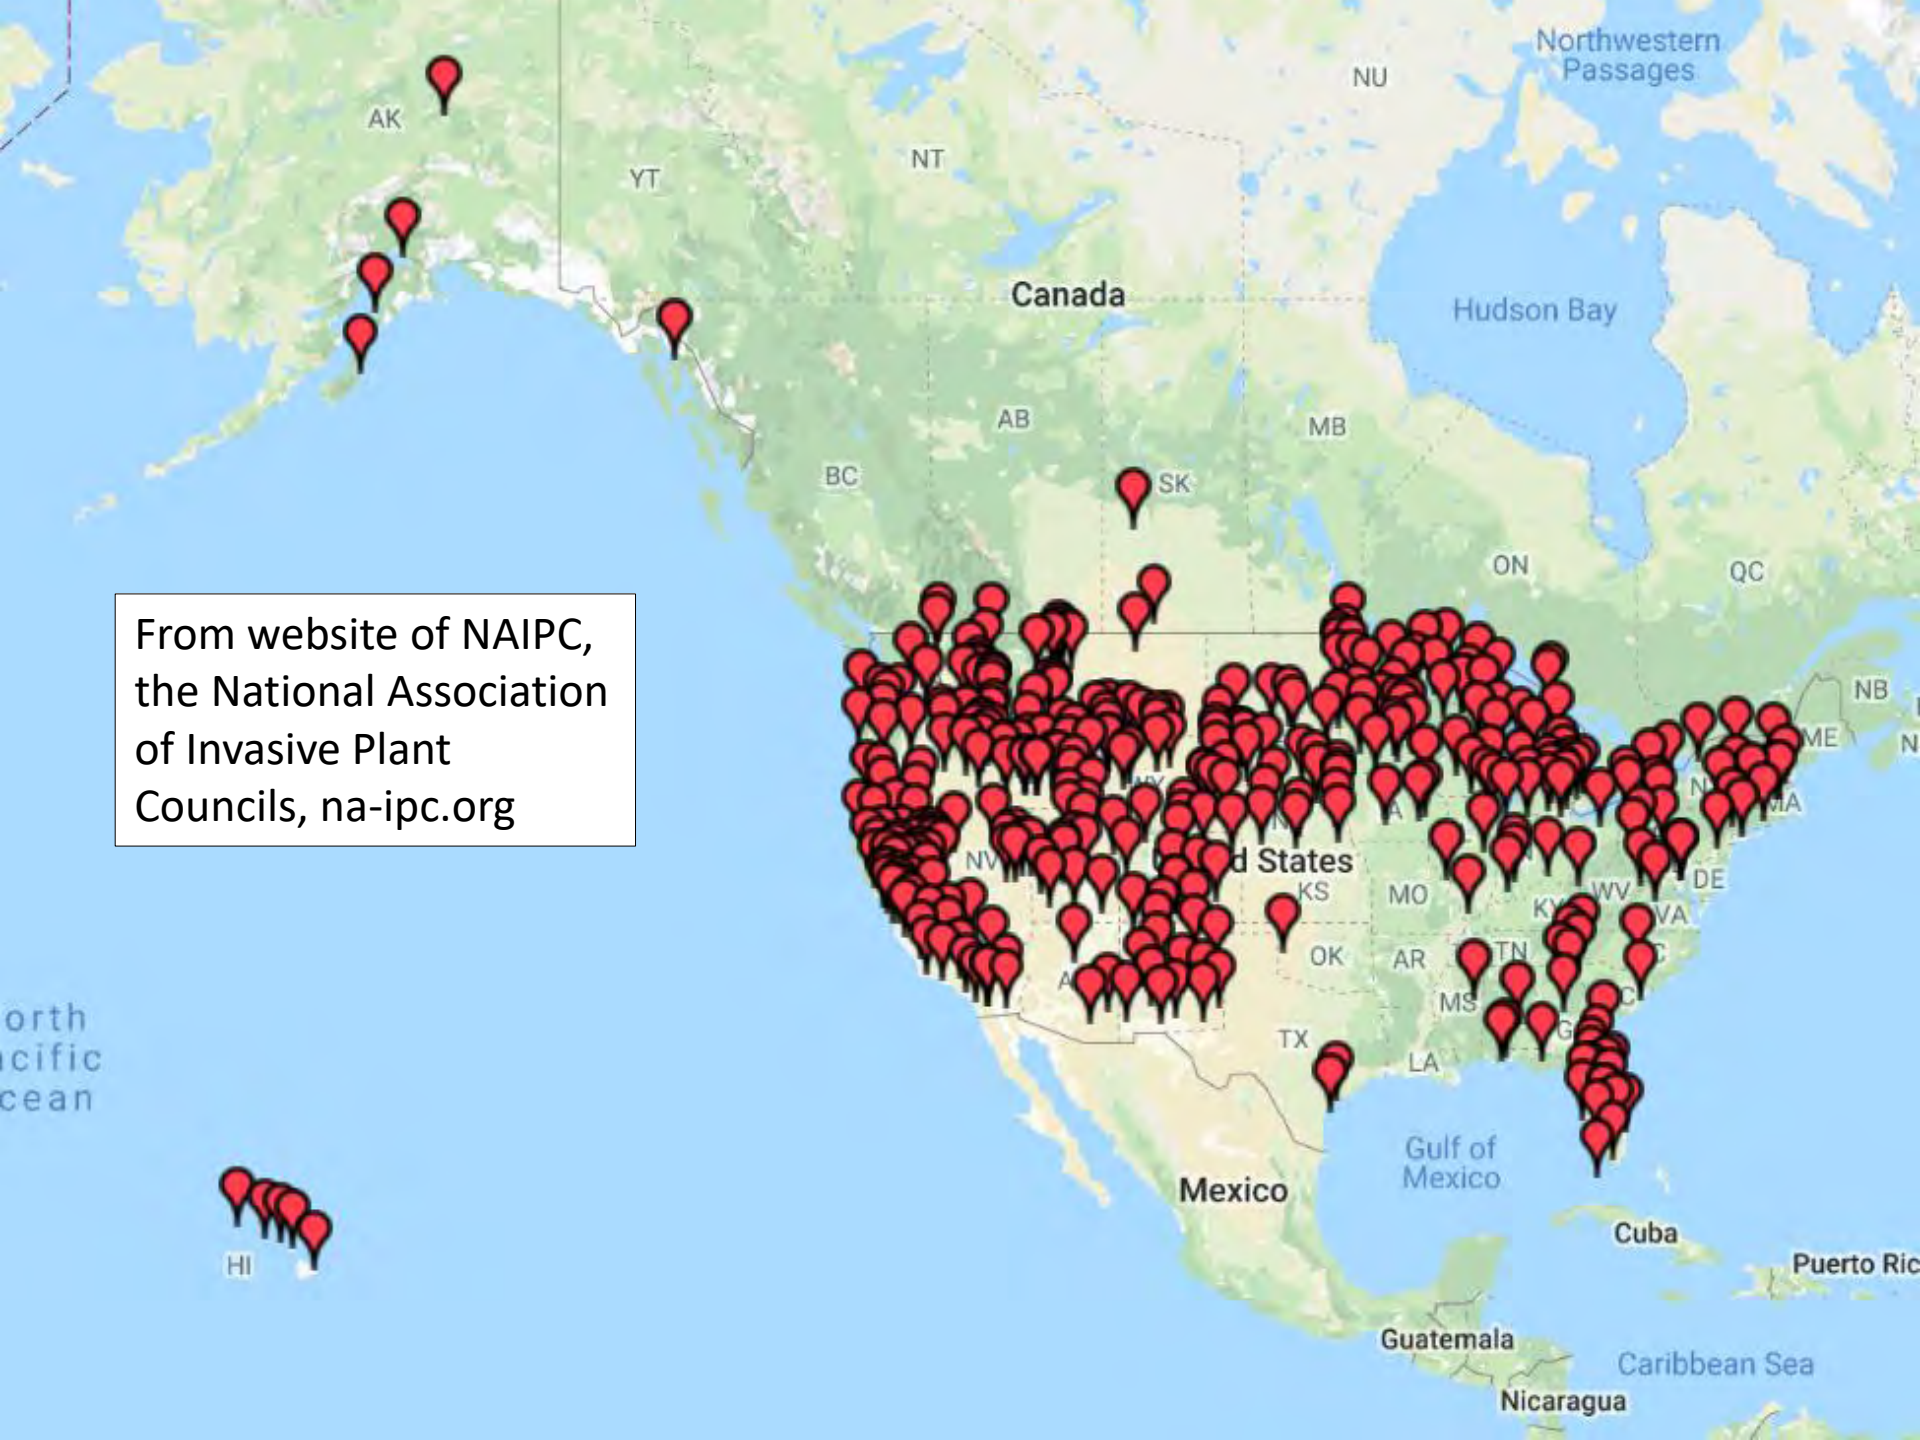 Northwestern
Passages
NU
AK
NT
YT
Canada
Hudson Bay
AB
MB
BC
SK
ON
QC
From website of NAIPC,
the National Association
of Invasive Plant
Councils, na-ipc.org
NB
ME
MA
NV
d States
KS
MO
WV
DE
KY
VA
OK
AR
TN
MS
TX
LA
Gulf of
Mexico
Mexico
HI
Cuba
Puerto Ric
Guatemala
Caribbean Sea
Nicaragua
orth
acific
cean